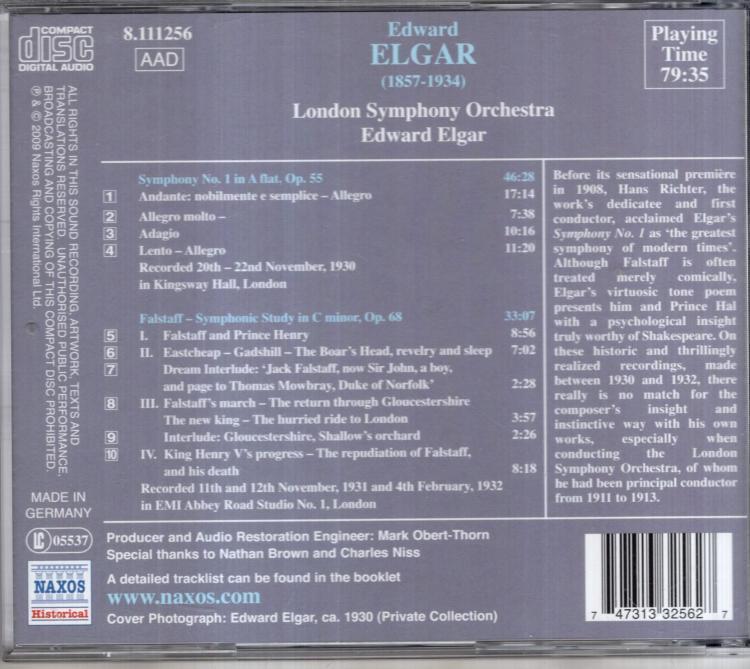 COMPACT
disc
DIGITAL AUDIO
8.111256
AAD
Edward
ELGAR
(1857-1934)
London Symphony Orchestra
Edward Elgar
Playing
Time
79:35
ALL RIGHTS IN THIS SOUND RECORDING, ARTWORK, TEXTS AND
TRANSLATIONS RESERVED. UNAUTHORISED PUBLIC PERFORMANCE,
BROADCASTING AND COPYING OF THIS COMPACT DISC PROHIBITED.
℗ & © 2009 Naxos Rights International Ltd.
Symphony No. 1 in A flat, Op. 55 46:28
1 Andante: nobilmente e semplice – Allegro 17:14
2 Allegro molto – 7:38
3 Adagio 10:16
4 Lento – Allegro 11:20
Recorded 20th – 22nd November, 1930
in Kingsway Hall, London
Falstaff – Symphonic Study in C minor, Op. 68 33:07
5 I. Falstaff and Prince Henry 8:56
6 II. Eastcheap – Gadshill – The Boar's Head, revelry and sleep 7:02
7 Dream Interlude: 'Jack Falstaff, now Sir John, a boy,
and page to Thomas Mowbray, Duke of Norfolk' 2:28
8 III. Falstaff's march – The return through Gloucestershire
The new king – The hurried ride to London 3:57
9 Interlude: Gloucestershire, Shallow's orchard 2:26
10 IV. King Henry V's progress – The repudiation of Falstaff,
and his death 8:18
Recorded 11th and 12th November, 1931 and 4th February, 1932
in EMI Abbey Road Studio No. 1, London
Before its sensational première
in 1908, Hans Richter, the
work's dedicatee and first
conductor, acclaimed Elgar's
Symphony No. 1 as 'the greatest
symphony of modern times'.
Although Falstaff is often
treated merely comically,
Elgar's virtuosic tone poem
presents him and Prince Hal
with a psychological insight
truly worthy of Shakespeare. On
these historic and thrillingly
realized recordings, made
between 1930 and 1932, there
really is no match for the
composer's insight and
instinctive way with his own
works, especially when
conducting the London
Symphony Orchestra, of whom
he had been principal conductor
from 1911 to 1913.
MADE IN
GERMANY
LC 05537
NAXOS
Historical
Producer and Audio Restoration Engineer: Mark Obert-Thorn
Special thanks to Nathan Brown and Charles Niss
A detailed tracklist can be found in the booklet
www.naxos.com
Cover Photograph: Edward Elgar, ca. 1930 (Private Collection)
7 47313 32562 7